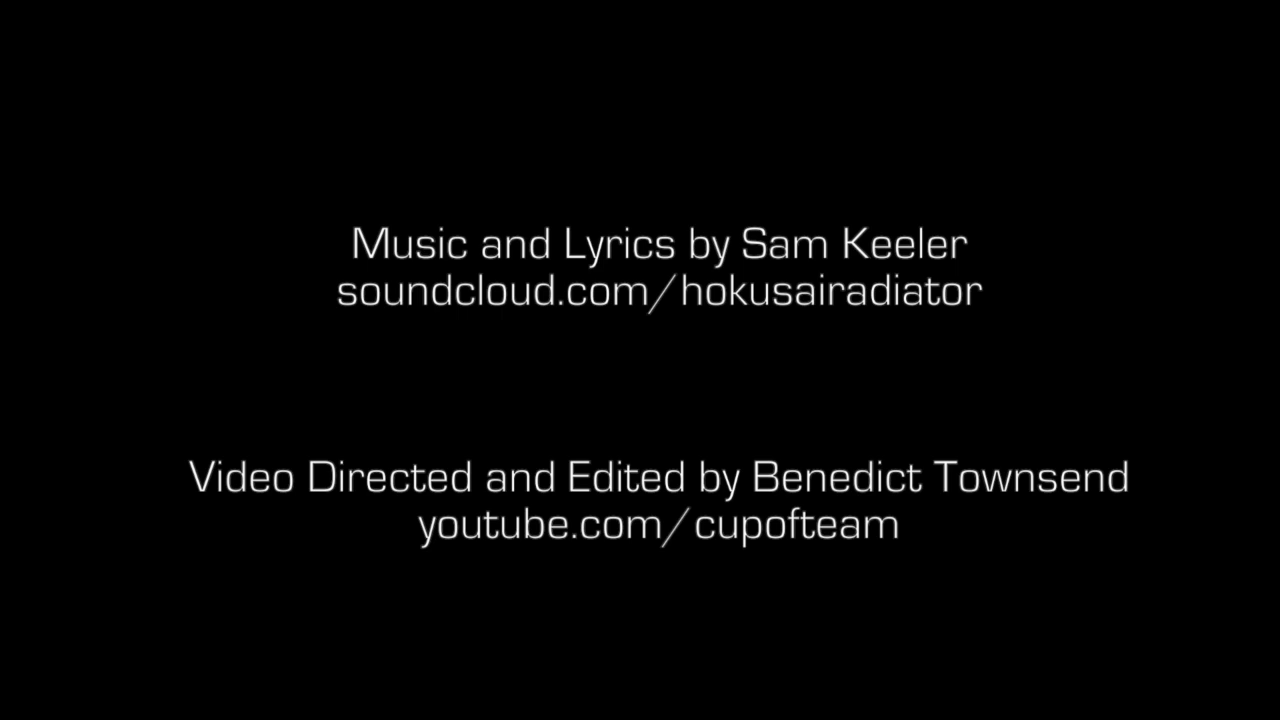 Music and Lyrics by Sam Keeler
soundcloud.com/hokusairadiator
Video Directed and Edited by Benedict Townsend
youtube.com/cupofteam